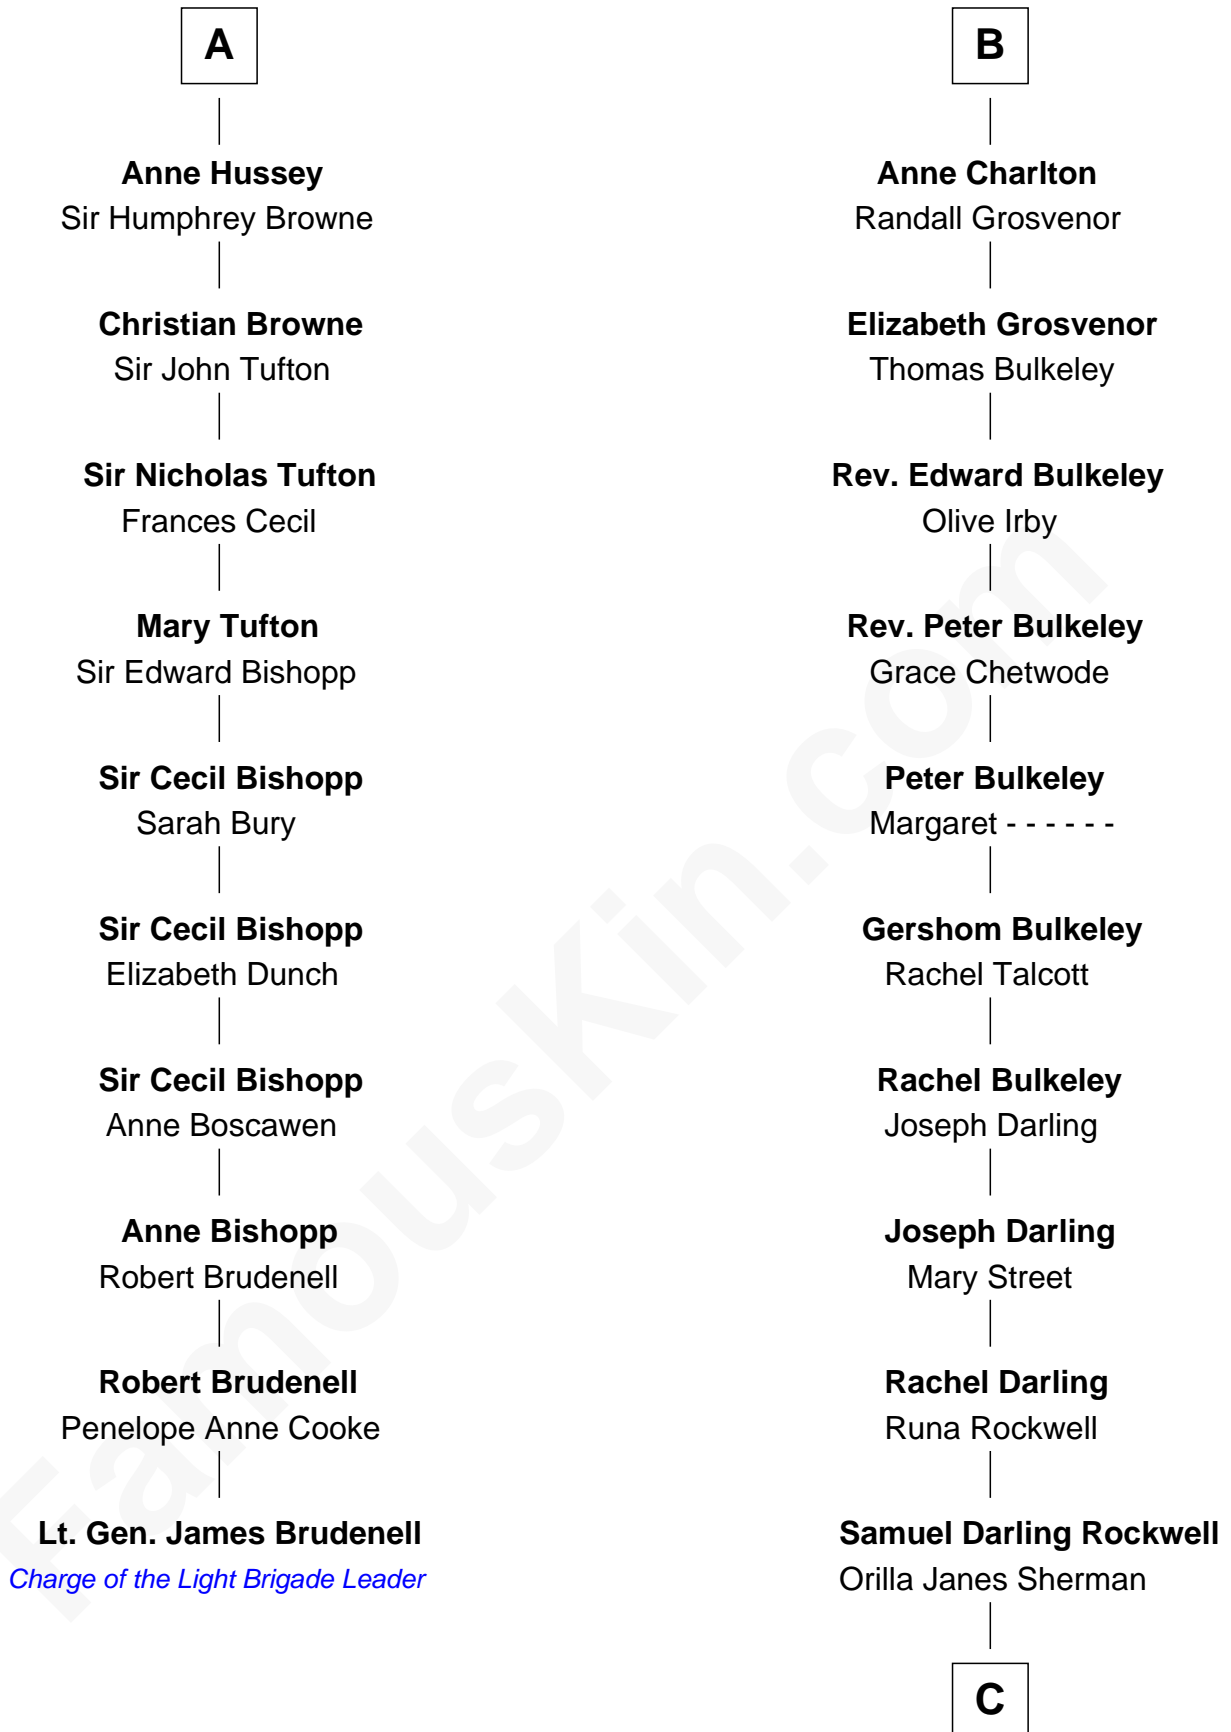 A
Anne Hussey
Sir Humphrey Browne
Christian Browne
Sir John Tufton
Sir Nicholas Tufton
Frances Cecil
Mary Tufton
Sir Edward Bishopp
Sir Cecil Bishopp
Sarah Bury
Sir Cecil Bishopp
Elizabeth Dunch
Sir Cecil Bishopp
Anne Boscawen
Anne Bishopp
Robert Brudenell
Robert Brudenell
Penelope Anne Cooke
Lt. Gen. James Brudenell
Charge of the Light Brigade Leader
B
Anne Charlton
Randall Grosvenor
Elizabeth Grosvenor
Thomas Bulkeley
Rev. Edward Bulkeley
Olive Irby
Rev. Peter Bulkeley
Grace Chetwode
Peter Bulkeley
Margaret - - - - - -
Gershom Bulkeley
Rachel Talcott
Rachel Bulkeley
Joseph Darling
Joseph Darling
Mary Street
Rachel Darling
Runa Rockwell
Samuel Darling Rockwell
Orilla Janes Sherman
C
FamousKin.com